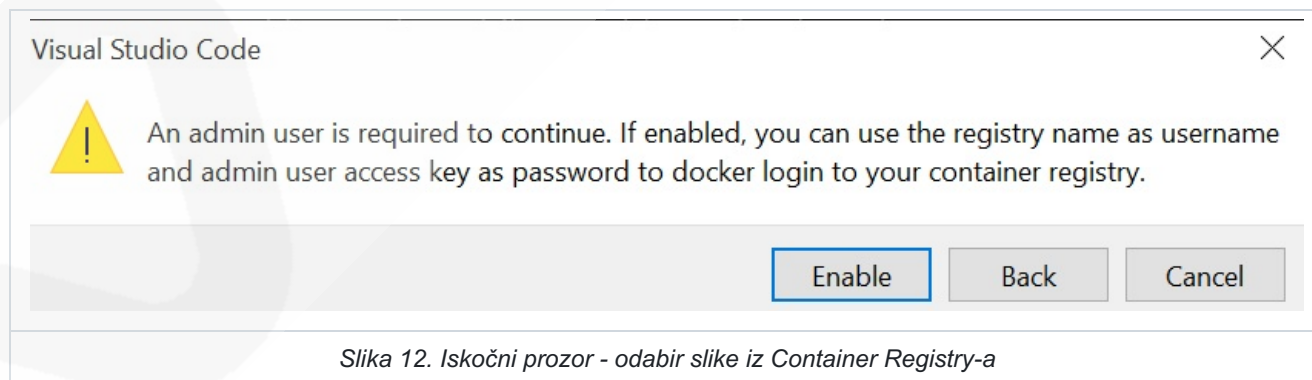 Visual Studio Code
An admin user is required to continue. If enabled, you can use the registry name as username
and admin user access key as password to docker login to your container registry.
Enable Back Cancel
Slika 12. Iskočni prozor - odabir slike iz Container Registry-a